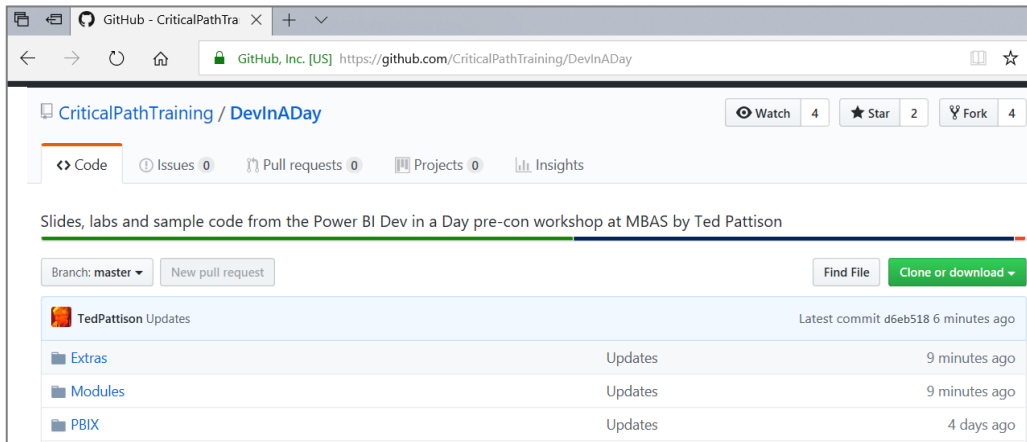 GitHub - CriticalPathTra
GitHub, Inc. [US] https://github.com/CriticalPathTraining/DevInADay
CriticalPathTraining / DevInADay Watch 4 Star 2 Fork 4
Code Issues 0 Pull requests 0 Projects 0 Insights
Slides, labs and sample code from the Power BI Dev in a Day pre-con workshop at MBAS by Ted Pattison
Branch: master New pull request Find File Clone or download
TedPattison Updates Latest commit d6eb518 6 minutes ago
Extras Updates 9 minutes ago
Modules Updates 9 minutes ago
PBIX Updates 4 days ago